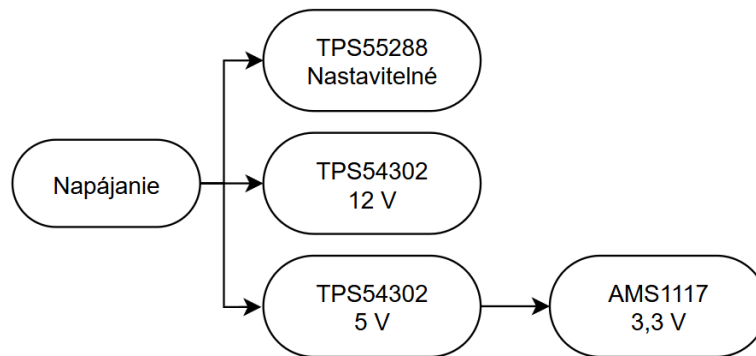 TPS55288
Nastavitelné
Napájanie
TPS54302
12 V
TPS54302
5 V
AMS1117
3,3 V